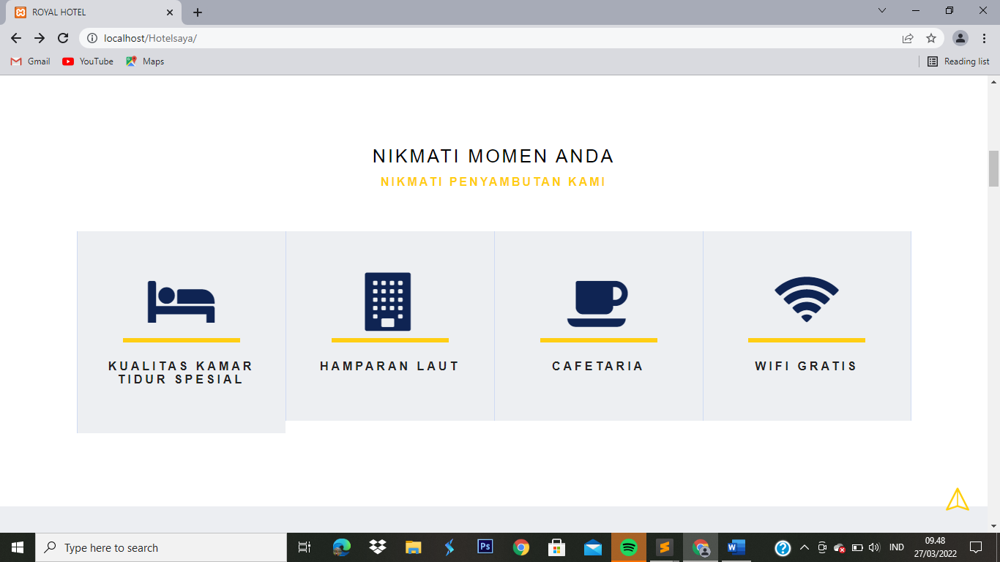 ROYAL HOTEL
localhost/Hotelsaya/
Gmail YouTube Maps Reading list
NIKMATI MOMEN ANDA
NIKMATI PENYAMBUTAN KAMI
KUALITAS KAMAR
TIDUR SPESIAL
HAMPARAN LAUT
CAFETARIA
WIFI GRATIS
Type here to search
Ps
W
IND
09.48
27/03/2022